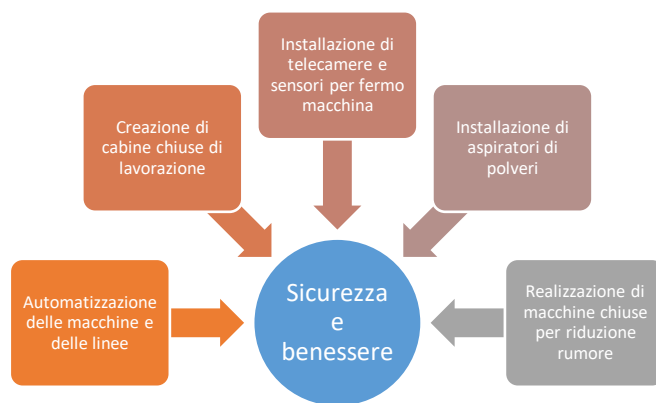 Installazione di
telecamere e
sensori per fermo
macchina
Creazione di
cabine chiuse di
lavorazione
Installazione di
aspiratori di
polveri
Automatizzazione
delle macchine e
delle linee
Sicurezza
e
benessere
Realizzazione di
macchine chiuse
per riduzione
rumore